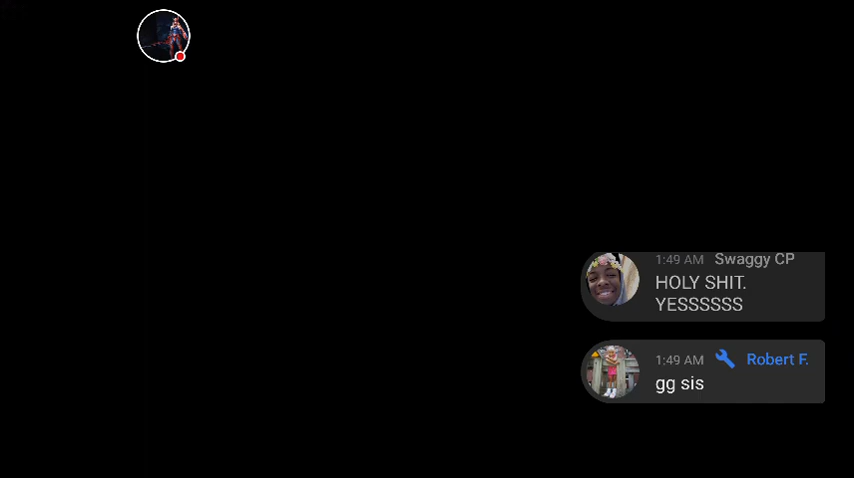 1:49 AM Swaggy CP
HOLY SHIT.
YESSSSSS
1:49 AM Robert F.
gg sis